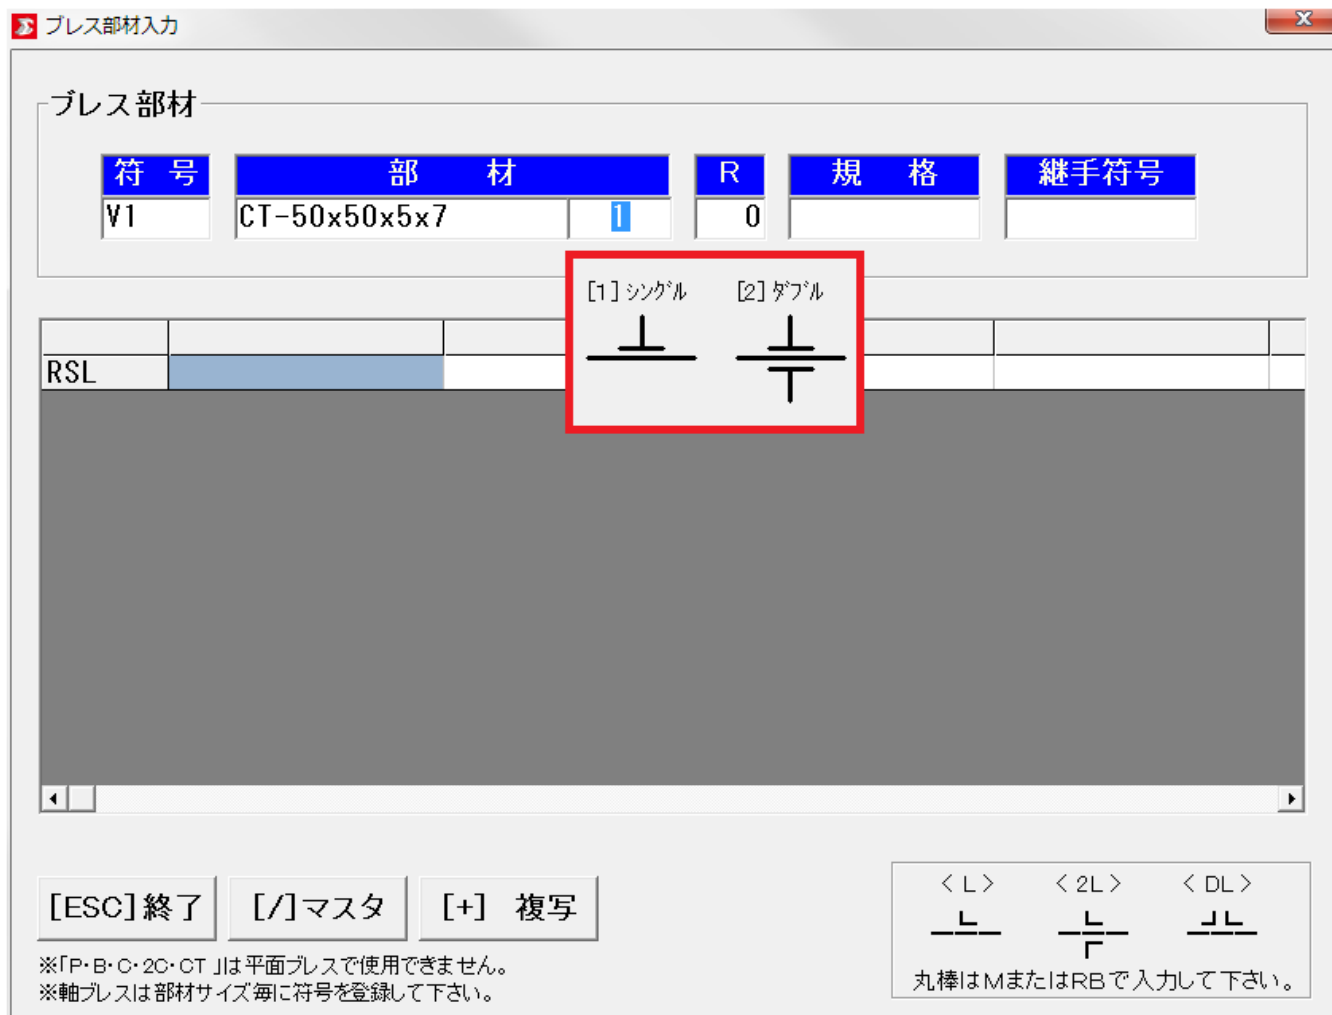 ブレス部材入力
ブレス部材
符 号 部 材 R 規 格 継手符号
V1 CT-50x50x5x7 1 0
[1]ｼﾝｸﾞﾙ [2]ﾀﾞﾌﾞﾙ
RSL
[ESC]終了 [/]マスタ [+] 複写
<L> <2L> <DL>
※「P・B・C・2C・CT」は平面ブレスで使用できません。
※軸ブレスは部材サイズ毎に符号を登録して下さい。
丸棒はMまたはRBで入力して下さい。